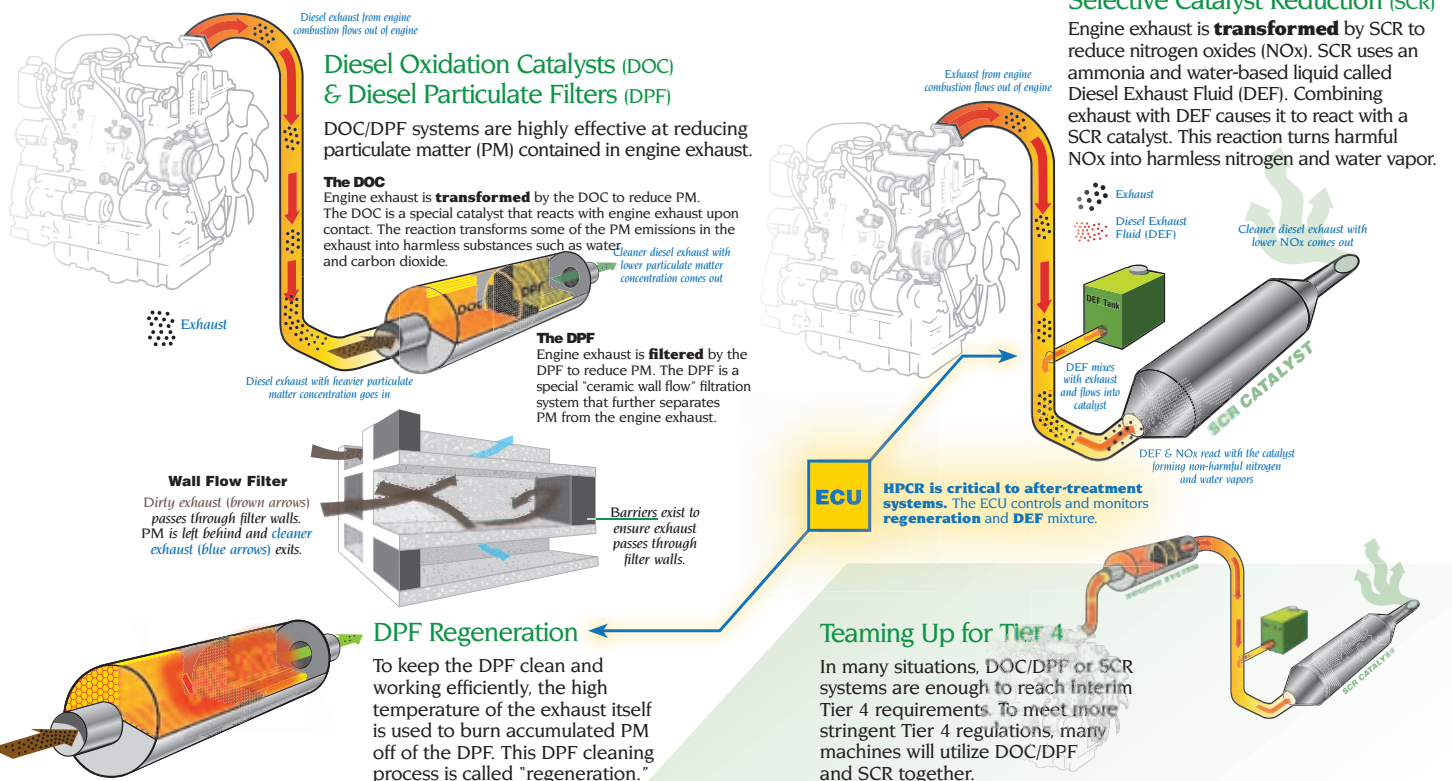 Diesel exhaust from engine
combustion flows out of engine
Diesel Oxidation Catalysts (DOC)
& Diesel Particulate Filters (DPF)
DOC/DPF systems are highly effective at reducing
particulate matter (PM) contained in engine exhaust.
The DOC
Engine exhaust is transformed by the DOC to reduce PM.
The DOC is a special catalyst that reacts with engine exhaust upon
contact. The reaction transforms some of the PM emissions in the
exhaust into harmless substances such as water
and carbon dioxide.
Cleaner diesel exhaust with
lower particulate matter
concentration comes out
DOC
DPF
Exhaust
Diesel exhaust with heavier particulate
matter concentration goes in
The DPF
Engine exhaust is filtered by the
DPF to reduce PM. The DPF is a
special "ceramic wall flow" filtration
system that further separates
PM from the engine exhaust.
Wall Flow Filter
Dirty exhaust (brown arrows)
passes through filter walls.
PM is left behind and cleaner
exhaust (blue arrows) exits.
Barriers exist to
ensure exhaust
passes through
filter walls.
DPF Regeneration
To keep the DPF clean and
working efficiently, the high
temperature of the exhaust itself
is used to burn accumulated PM
off of the DPF. This DPF cleaning
process is called "regeneration."
Selective Catalyst Reduction (SCR)
Engine exhaust is transformed by SCR to
reduce nitrogen oxides (NOx). SCR uses an
ammonia and water-based liquid called
Diesel Exhaust Fluid (DEF). Combining
exhaust with DEF causes it to react with a
SCR catalyst. This reaction turns harmful
NOx into harmless nitrogen and water vapor.
Exhaust from engine
combustion flows out of engine
Exhaust
Diesel Exhaust
Fluid (DEF)
Cleaner diesel exhaust with
lower NOx comes out
DEF Tank
DEF mixes
with exhaust
and flows into
catalyst
SCR CATALYST
DEF & NOx react with the catalyst
forming non-harmful nitrogen
and water vapors
ECU
HPCR is critical to after-treatment
systems. The ECU controls and monitors
regeneration and DEF mixture.
Teaming Up for Tier 4
In many situations, DOC/DPF or SCR
systems are enough to reach Interim
Tier 4 requirements. To meet more
stringent Tier 4 regulations, many
machines will utilize DOC/DPF
and SCR together.
SCR CATALYST